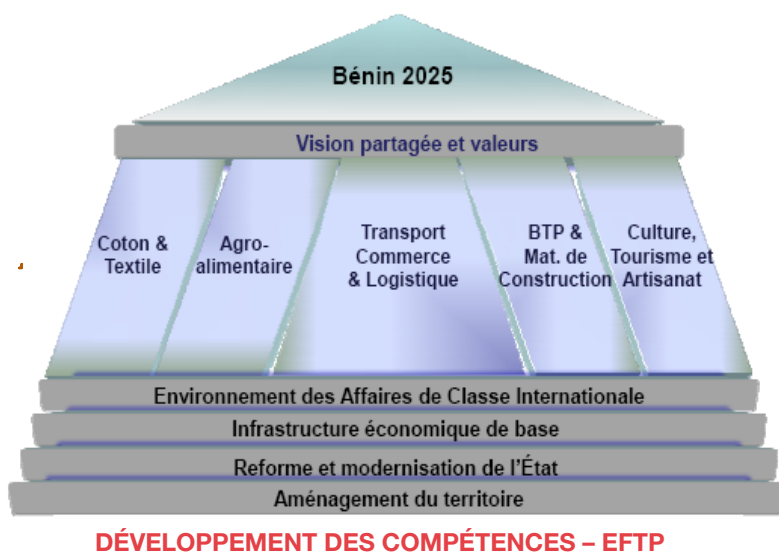 Bénin 2025
Vision partagée et valeurs
Coton &
Textile
Agro-
alimentaire
Transport
Commerce
& Logistique
BTP &
Mat. de
Construction
Culture,
Tourisme et
Artisanat
Environnement des Affaires de Classe Internationale
Infrastructure économique de base
Reforme et modernisation de l'État
Aménagement du territoire
DÉVELOPPEMENT DES COMPÉTENCES – EFTP